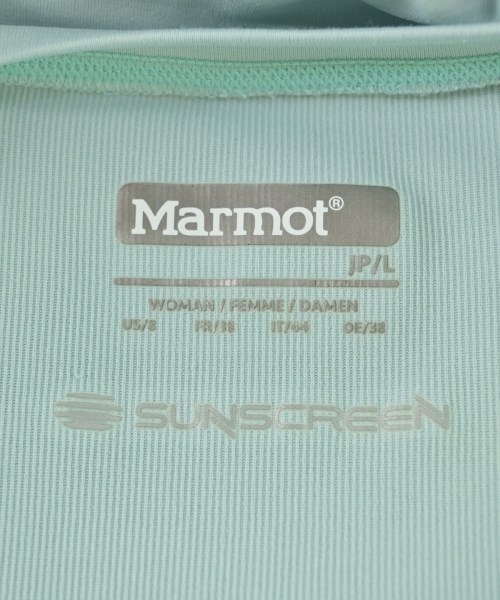 Marmot®
JP/L
WOMAN / FEMME / DAMEN
US/8 FR/38 IT/44 DE/38
SUNSCREEN